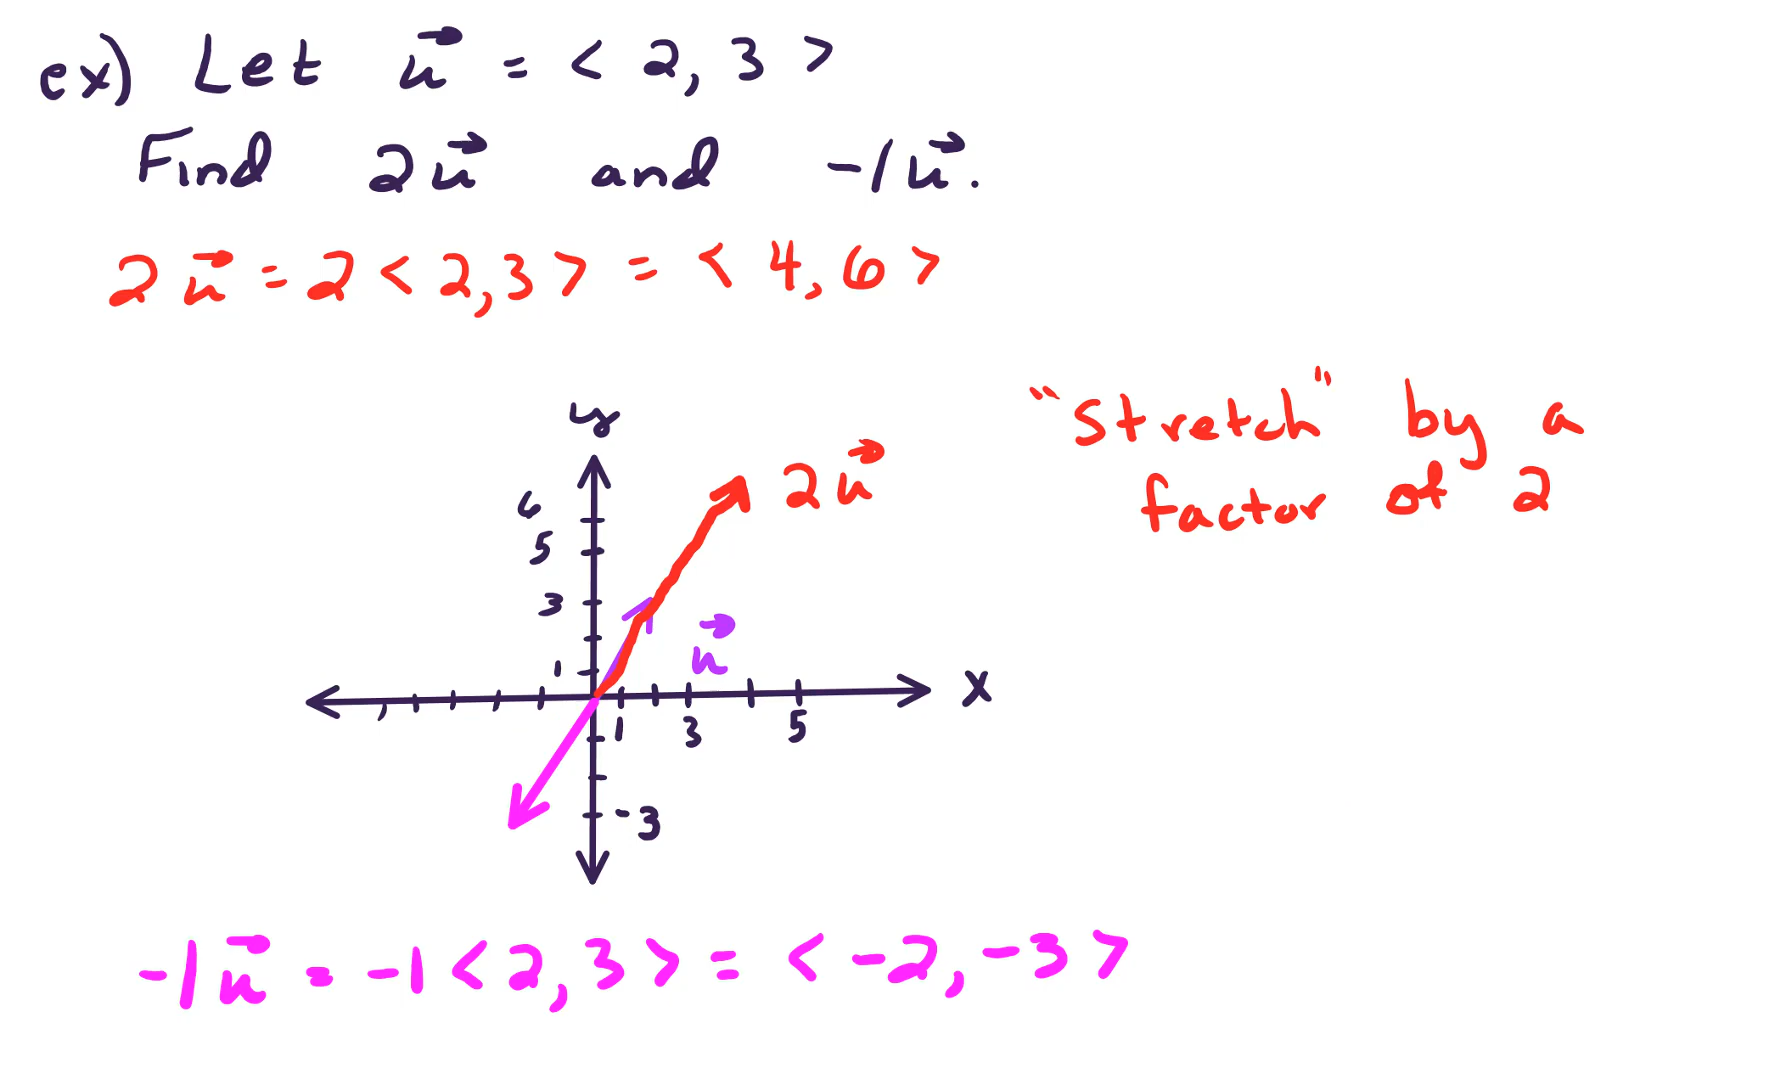 ex) Let u⃗ = < 2, 3 >
Find 2u⃗ and -1u⃗.
2u⃗ = 2 < 2, 3 > = < 4, 6 >
"stretch" by a
factor of 2
y
2u⃗
6
5
3
u⃗
1
x
1 3 5
-3
-1u⃗ = -1 < 2, 3 > = < -2, -3 >